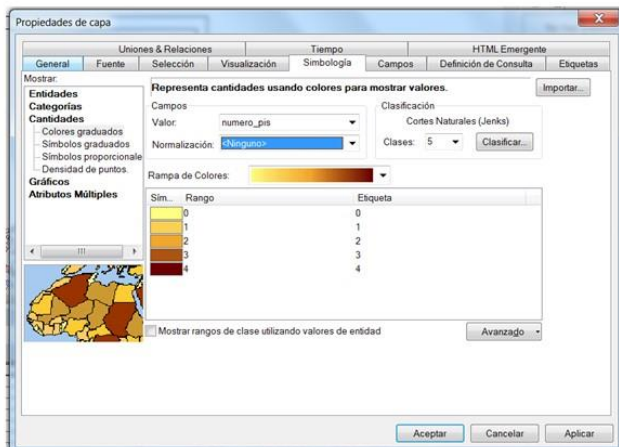 Propiedades de capa
Uniones & Relaciones Tiempo HTML Emergente
General Fuente Selección Visualización Simbología Campos Definición de Consulta Etiquetas
Mostrar:
Entidades
Categorías
Cantidades
Colores graduados
Símbolos graduados
Símbolos proporcionale
Densidad de puntos.
Gráficos
Atributos Múltiples
Representa cantidades usando colores para mostrar valores.
Importar...
Campos
Valor: numero_pis
Normalización: <Ninguno>
Clasificación
Cortes Naturales (Jenks)
Clases: 5 Clasificar...
Rampa de Colores:
Sím... Rango Etiqueta
0 0
1 1
2 2
3 3
4 4
Mostrar rangos de clase utilizando valores de entidad
Avanzado
Aceptar Cancelar Aplicar